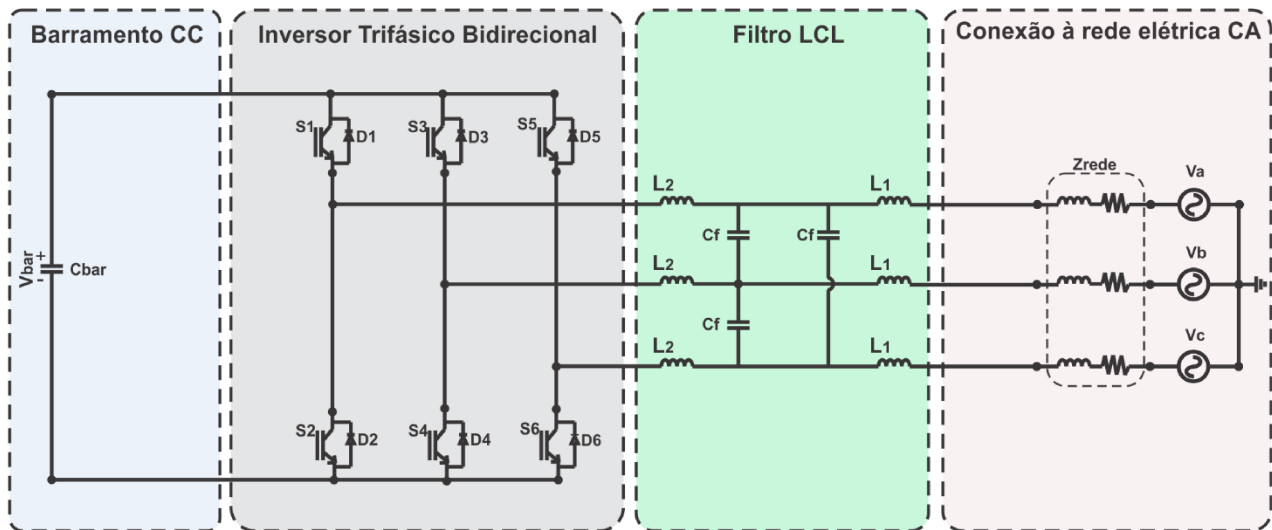 Barramento CC
Inversor Trifásico Bidirecional
Filtro LCL
Conexão à rede elétrica CA
S1
D1
S3
D3
S5
D5
Vbar
+
-
Cbar
L2
L1
Zrede
Va
Cf
Cf
L2
L1
Vb
Cf
L2
L1
Vc
S2
D2
S4
D4
S6
D6